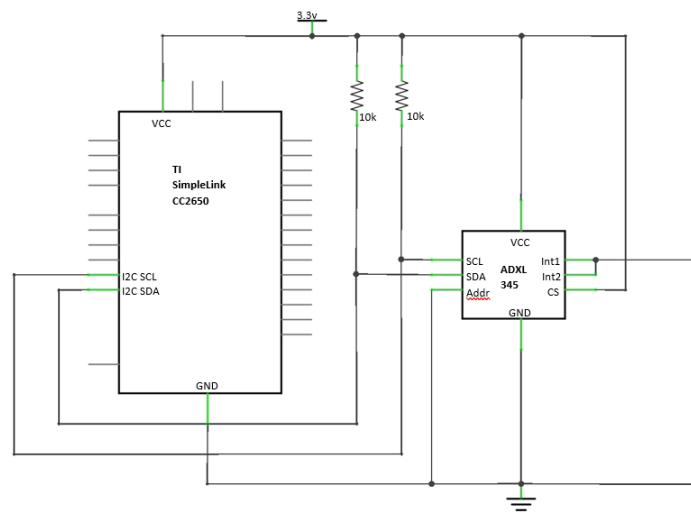 3.3v
10k
10k
VCC
TI
SimpleLink
CC2650
I2C SCL
I2C SDA
GND
VCC
SCL
SDA
Addr
ADXL
345
Int1
Int2
CS
GND